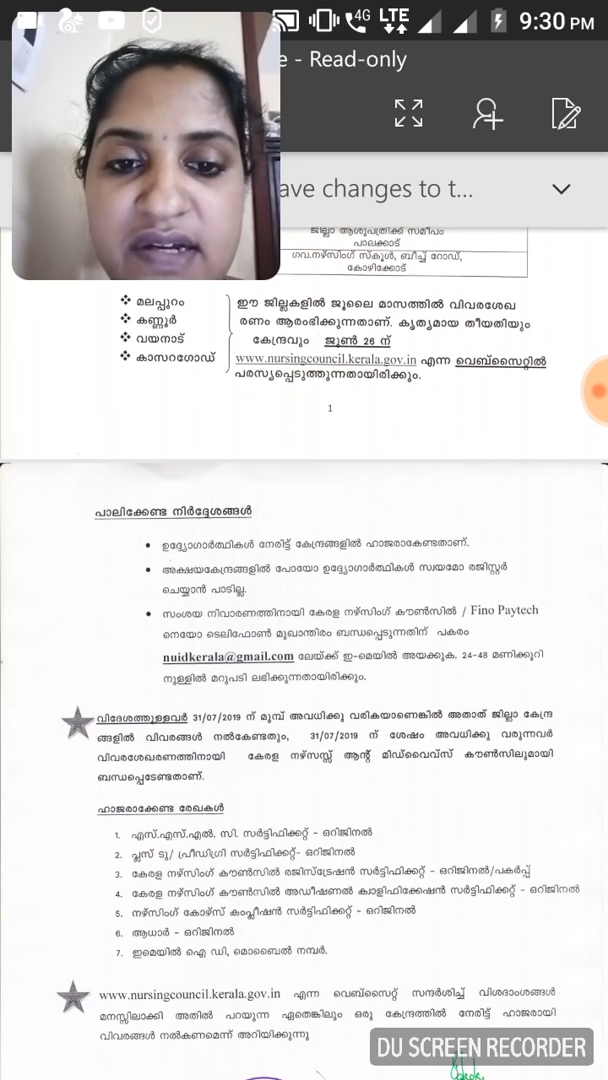 4G LTE 9:30 PM
e - Read-only
ave changes to t...
ജില്ലാ ആശുപത്രിക്ക് സമീപം
പാലക്കാട്
ഗവ.നഴ്സിംഗ് സ്കൂൾ, ബീച്ച് റോഡ്,
കോഴിക്കോട്
❖ മലപ്പുറം
❖ കണ്ണൂർ
❖ വയനാട്
❖ കാസറഗോഡ്
ഈ ജില്ലകളിൽ ജൂലൈ മാസത്തിൽ വിവരശേഖ
രണം ആരംഭിക്കുന്നതാണ്. കൃത്യമായ തീയതിയും
കേന്ദ്രവും ജൂൺ 26 ന്
www.nursingcouncil.kerala.gov.in എന്ന വെബ്സൈറ്റിൽ
പരസ്യപ്പെടുത്തുന്നതായിരിക്കും.
1
പാലിക്കേണ്ട നിർദ്ദേശങ്ങൾ
• ഉദ്യോഗാർത്ഥികൾ നേരിട്ട് കേന്ദ്രങ്ങളിൽ ഹാജരാകേണ്ടതാണ്.
• അക്ഷയകേന്ദ്രങ്ങളിൽ പോയോ ഉദ്യോഗാർത്ഥികൾ സ്വയമോ രജിസ്റ്റർ
ചെയ്യാൻ പാടില്ല.
• സംശയ നിവാരണത്തിനായി കേരള നഴ്സിംഗ് കൗൺസിൽ / Fino Paytech
നെയോ ടെലിഫോൺ മുഖാന്തിരം ബന്ധപ്പെടുന്നതിന് പകരം
nuidkerala@gmail.com ലേയ്ക്ക് ഇ-മെയിൽ അയക്കുക. 24-48 മണിക്കൂറി
നുള്ളിൽ മറുപടി ലഭിക്കുന്നതായിരിക്കും.
വിദേശത്തുള്ളവർ 31/07/2019 ന് മുമ്പ് അവധിക്കു വരികയാണെങ്കിൽ അതാത് ജില്ലാ കേന്ദ്ര
ങ്ങളിൽ വിവരങ്ങൾ നൽകേണ്ടതും, 31/07/2019 ന് ശേഷം അവധിക്കു വരുന്നവർ
വിവരശേഖരണത്തിനായി കേരള നഴ്സസ്സ് ആന്റ് മിഡ്‌വൈവ്സ് കൗൺസിലുമായി
ബന്ധപ്പെടേണ്ടതാണ്.
ഹാജരാക്കേണ്ട രേഖകൾ
1. എസ്.എസ്.എൽ. സി. സർട്ടിഫിക്കറ്റ് - ഒറിജിനൽ
2. പ്ലസ് ടു/ പ്രീഡിഗ്രി സർട്ടിഫിക്കറ്റ്- ഒറിജിനൽ
3. കേരള നഴ്സിംഗ് കൗൺസിൽ രജിസ്ട്രേഷൻ സർട്ടിഫിക്കറ്റ് - ഒറിജിനൽ/പകർപ്പ്
4. കേരള നഴ്സിംഗ് കൗൺസിൽ അഡീഷണൽ ക്വാളിഫിക്കേഷൻ സർട്ടിഫിക്കറ്റ് - ഒറിജിനൽ
5. നഴ്സിംഗ് കോഴ്സ് കംപ്ലീഷൻ സർട്ടിഫിക്കറ്റ് - ഒറിജിനൽ
6. ആധാർ - ഒറിജിനൽ
7. ഇമെയിൽ ഐ ഡി, മൊബൈൽ നമ്പർ.
www.nursingcouncil.kerala.gov.in എന്ന വെബ്സൈറ്റ് സന്ദർശിച്ച് വിശദാംശങ്ങൾ
മനസ്സിലാക്കി അതിൽ പറയുന്ന ഏതെങ്കിലും ഒരു കേന്ദ്രത്തിൽ നേരിട്ട് ഹാജരായി
വിവരങ്ങൾ നൽകണമെന്ന് അറിയിക്കുന്നു
DU SCREEN RECORDER